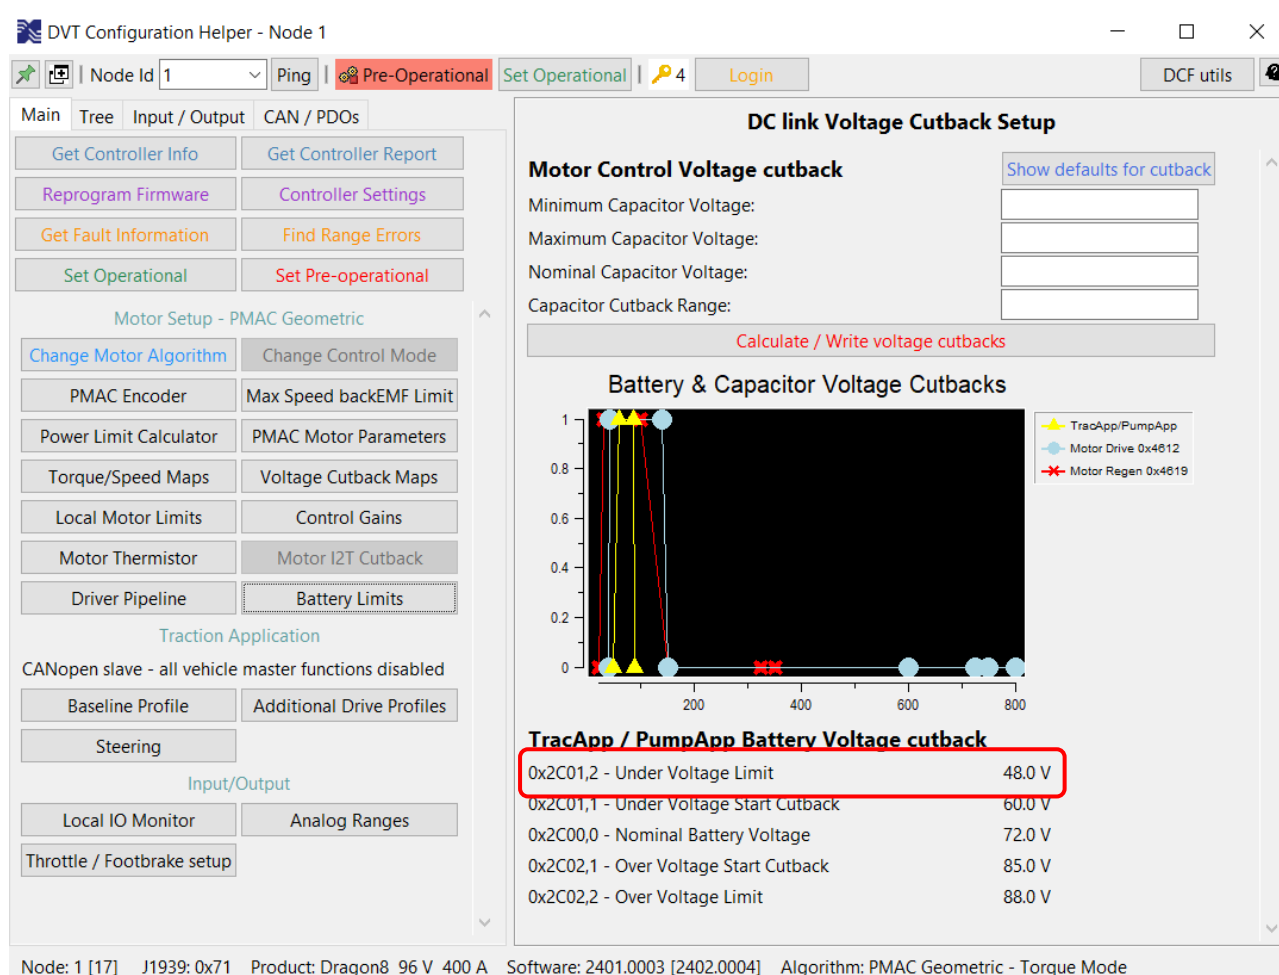 DVT Configuration Helper - Node 1
Node Id 1 Ping Pre-Operational Set Operational 4 Login DCF utils
Main Tree Input / Output CAN / PDOs
Get Controller Info Get Controller Report
Reprogram Firmware Controller Settings
Get Fault Information Find Range Errors
Set Operational Set Pre-operational
Motor Setup - PMAC Geometric
Change Motor Algorithm Change Control Mode
PMAC Encoder Max Speed backEMF Limit
Power Limit Calculator PMAC Motor Parameters
Torque/Speed Maps Voltage Cutback Maps
Local Motor Limits Control Gains
Motor Thermistor Motor I2T Cutback
Driver Pipeline Battery Limits
Traction Application
CANopen slave - all vehicle master functions disabled
Baseline Profile Additional Drive Profiles
Steering
Input/Output
Local IO Monitor Analog Ranges
Throttle / Footbrake setup
DC link Voltage Cutback Setup
Motor Control Voltage cutback Show defaults for cutback
Minimum Capacitor Voltage:
Maximum Capacitor Voltage:
Nominal Capacitor Voltage:
Capacitor Cutback Range:
Calculate / Write voltage cutbacks
Battery & Capacitor Voltage Cutbacks
1
0.8
0.6
0.4
0.2
0
200 400 600 800
TracApp/PumpApp
Motor Drive 0x4612
Motor Regen 0x4619
TracApp / PumpApp Battery Voltage cutback
0x2C01,2 - Under Voltage Limit 48.0 V
0x2C01,1 - Under Voltage Start Cutback 60.0 V
0x2C00,0 - Nominal Battery Voltage 72.0 V
0x2C02,1 - Over Voltage Start Cutback 85.0 V
0x2C02,2 - Over Voltage Limit 88.0 V
Node: 1 [17] J1939: 0x71 Product: Dragon8 96 V 400 A Software: 2401.0003 [2402.0004] Algorithm: PMAC Geometric - Torque Mode